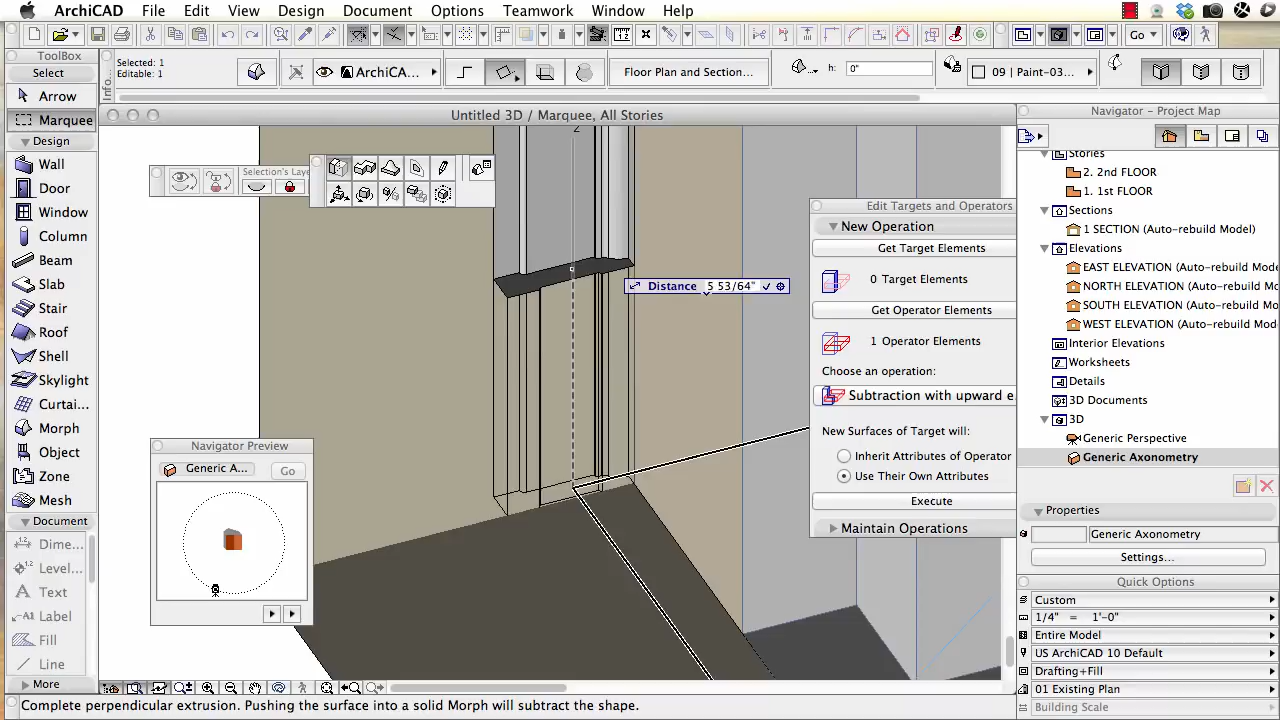 ArchiCAD File Edit View Design Document Options Teamwork Window Help
Go
ToolBox
Selected: 1
Editable: 1
Info...
ArchiCA...
Floor Plan and Section...
h: 0"
09 | Paint-03...
Select
Arrow
Marquee
Design
Wall
Door
Window
Column
Beam
Slab
Stair
Roof
Shell
Skylight
Curtai...
Morph
Object
Zone
Mesh
Document
Dime...
Level...
Text
Label
Fill
Line
More
Untitled 3D / Marquee, All Stories
z
Selection's Laye
Distance 5 53/64"
Navigator Preview
Generic A... Go
Edit Targets and Operators
New Operation
Get Target Elements
0 Target Elements
Get Operator Elements
1 Operator Elements
Choose an operation:
Subtraction with upward e
New Surfaces of Target will:
Inherit Attributes of Operator
Use Their Own Attributes
Execute
Maintain Operations
Navigator - Project Map
Stories
2. 2nd FLOOR
1. 1st FLOOR
Sections
1 SECTION (Auto-rebuild Model)
Elevations
EAST ELEVATION (Auto-rebuild Mode
NORTH ELEVATION (Auto-rebuild Mod
SOUTH ELEVATION (Auto-rebuild Mod
WEST ELEVATION (Auto-rebuild Mode
Interior Elevations
Worksheets
Details
3D Documents
3D
Generic Perspective
Generic Axonometry
Properties
Generic Axonometry
Settings...
Quick Options
Custom
1/4" = 1'-0"
Entire Model
US ArchiCAD 10 Default
Drafting+Fill
01 Existing Plan
Building Scale
Complete perpendicular extrusion. Pushing the surface into a solid Morph will subtract the shape.